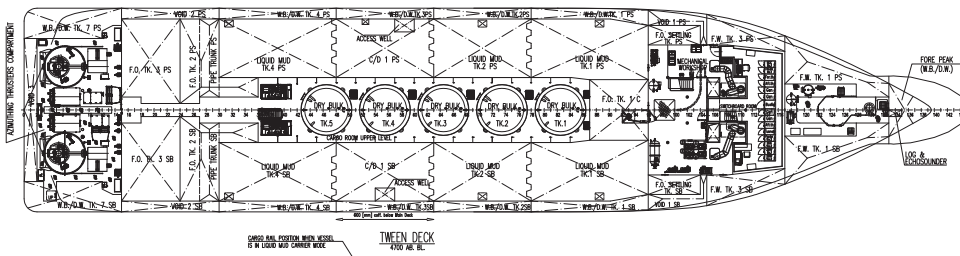 VOID 2 PS
W.B./D.W. TK. 4 PS
W.B./D.W. TK.3PS
W.B./D.W. TK.2PS
W.B./D.W. TK. 1 PS
VOID 1 PS
W.B./D.W. TK. 7 PS
F.O. SETTLING
TK. PS
F.W. TK. 3 PS
AZIMUTHING THRUSTERS COMPARTMENT
VOID
F.O. TK. 3 PS
F.O. TK. 2 PS
PIPE TRUNK PS
LIQUID MUD
TK.4 PS
ACCESS WELL
C/D 1 PS
LIQUID MUD
TK.2 PS
LIQUID MUD
TK.1 PS
MECHANICAL
WORKSHOP
FORE PEAK
(W.B./D.W.)
F.W. TK. 1 PS
F.O. TK. 1 C
SWITCHBOARD ROOM
DRY BULK
TK.5
DRY BULK
TK.4
DRY BULK
TK.3
DRY BULK
TK.2
DRY BULK
TK.1
CARGO ROOM UPPER LEVEL
F.O. TK. 3 SB
F.O. TK. 2 SB
PIPE TRUNK SB
LIQUID MUD
TK.4 SB
C/D 1 SB
ACCESS WELL
LIQUID MUD
TK.2 SB
LIQUID MUD
TK.1 SB
F.W. TK. 1 SB
LOG &
ECHOSOUNDER
F.O. SETTLING
TK. SB
F.W. TK. 3 SB
W.B./D.W. TK. 7 SB
VOID 2 SB
W.B./D.W. TK. 4 SB
W.B./D.W. TK.3SB
W.B./D.W. TK.2SB
W.B./D.W. TK. 1 SB
VOID 1 SB
600 [mm] coff. below Main Deck
TWEEN DECK
4700 AB. BL.
CARGO RAIL POSITION WHEN VESSEL
IS IN LIQUID MUD CARRIER MODE